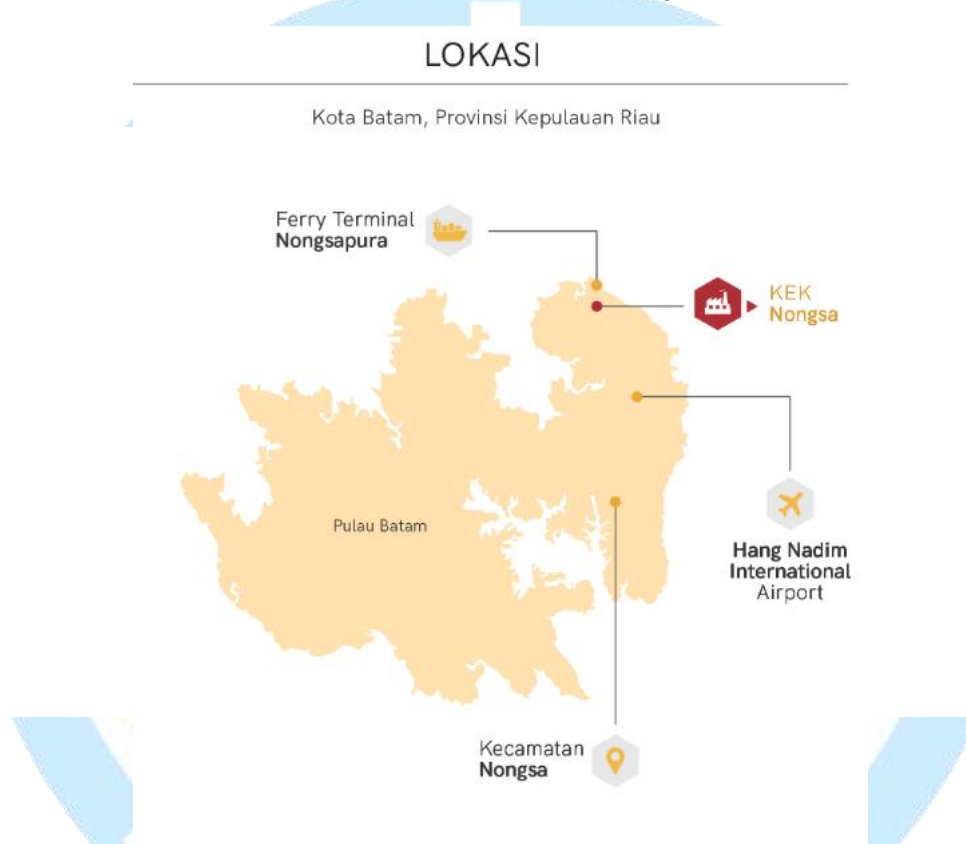 LOKASI
Kota Batam, Provinsi Kepulauan Riau
Ferry Terminal
Nongsapura
KEK
Nongsa
Pulau Batam
Hang Nadim
International
Airport
Kecamatan
Nongsa